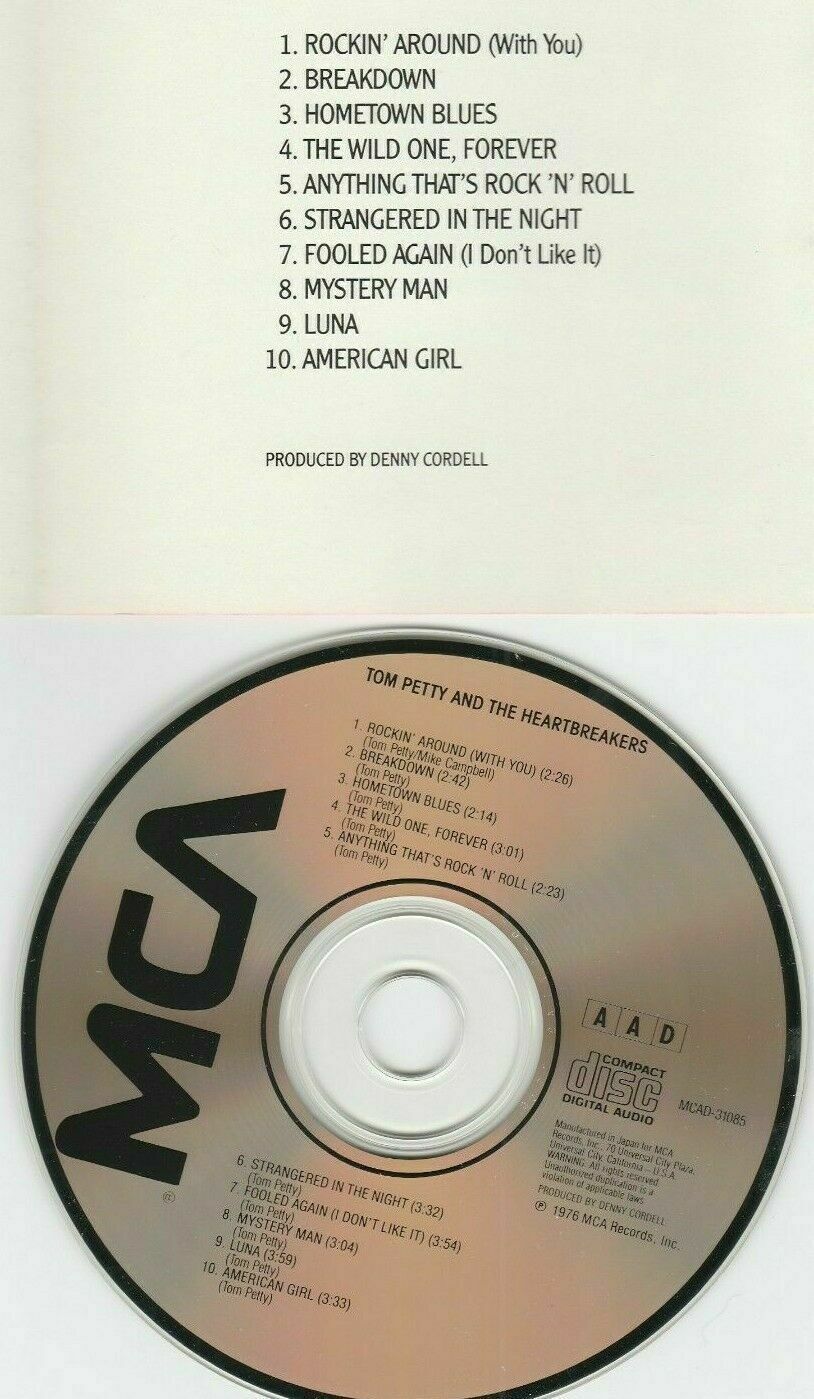 1. ROCKIN' AROUND (With You)
2. BREAKDOWN
3. HOMETOWN BLUES
4. THE WILD ONE, FOREVER
5. ANYTHING THAT'S ROCK 'N' ROLL
6. STRANGERED IN THE NIGHT
7. FOOLED AGAIN (I Don't Like It)
8. MYSTERY MAN
9. LUNA
10. AMERICAN GIRL
PRODUCED BY DENNY CORDELL
TOM PETTY AND THE HEARTBREAKERS
1. ROCKIN' AROUND (WITH YOU) (2:26)
(Tom Petty/Mike Campbell)
2. BREAKDOWN (2:42)
(Tom Petty)
3. HOMETOWN BLUES (2:14)
(Tom Petty)
4. THE WILD ONE, FOREVER (3:01)
(Tom Petty)
5. ANYTHING THAT'S ROCK 'N' ROLL (2:23)
(Tom Petty)
MCA
®
A A D
COMPACT
disc
DIGITAL AUDIO
MCAD-31085
Manufactured in Japan for MCA
Records, Inc. 70 Universal City Plaza,
Universal City, California – U.S.A.
WARNING: All rights reserved.
Unauthorized duplication is a
violation of applicable laws.
PRODUCED BY DENNY CORDELL
℗ 1976 MCA Records, Inc.
6. STRANGERED IN THE NIGHT (3:32)
(Tom Petty)
7. FOOLED AGAIN (I DON'T LIKE IT) (3:54)
(Tom Petty)
8. MYSTERY MAN (3:04)
(Tom Petty)
9. LUNA (3:59)
(Tom Petty)
10. AMERICAN GIRL (3:33)
(Tom Petty)